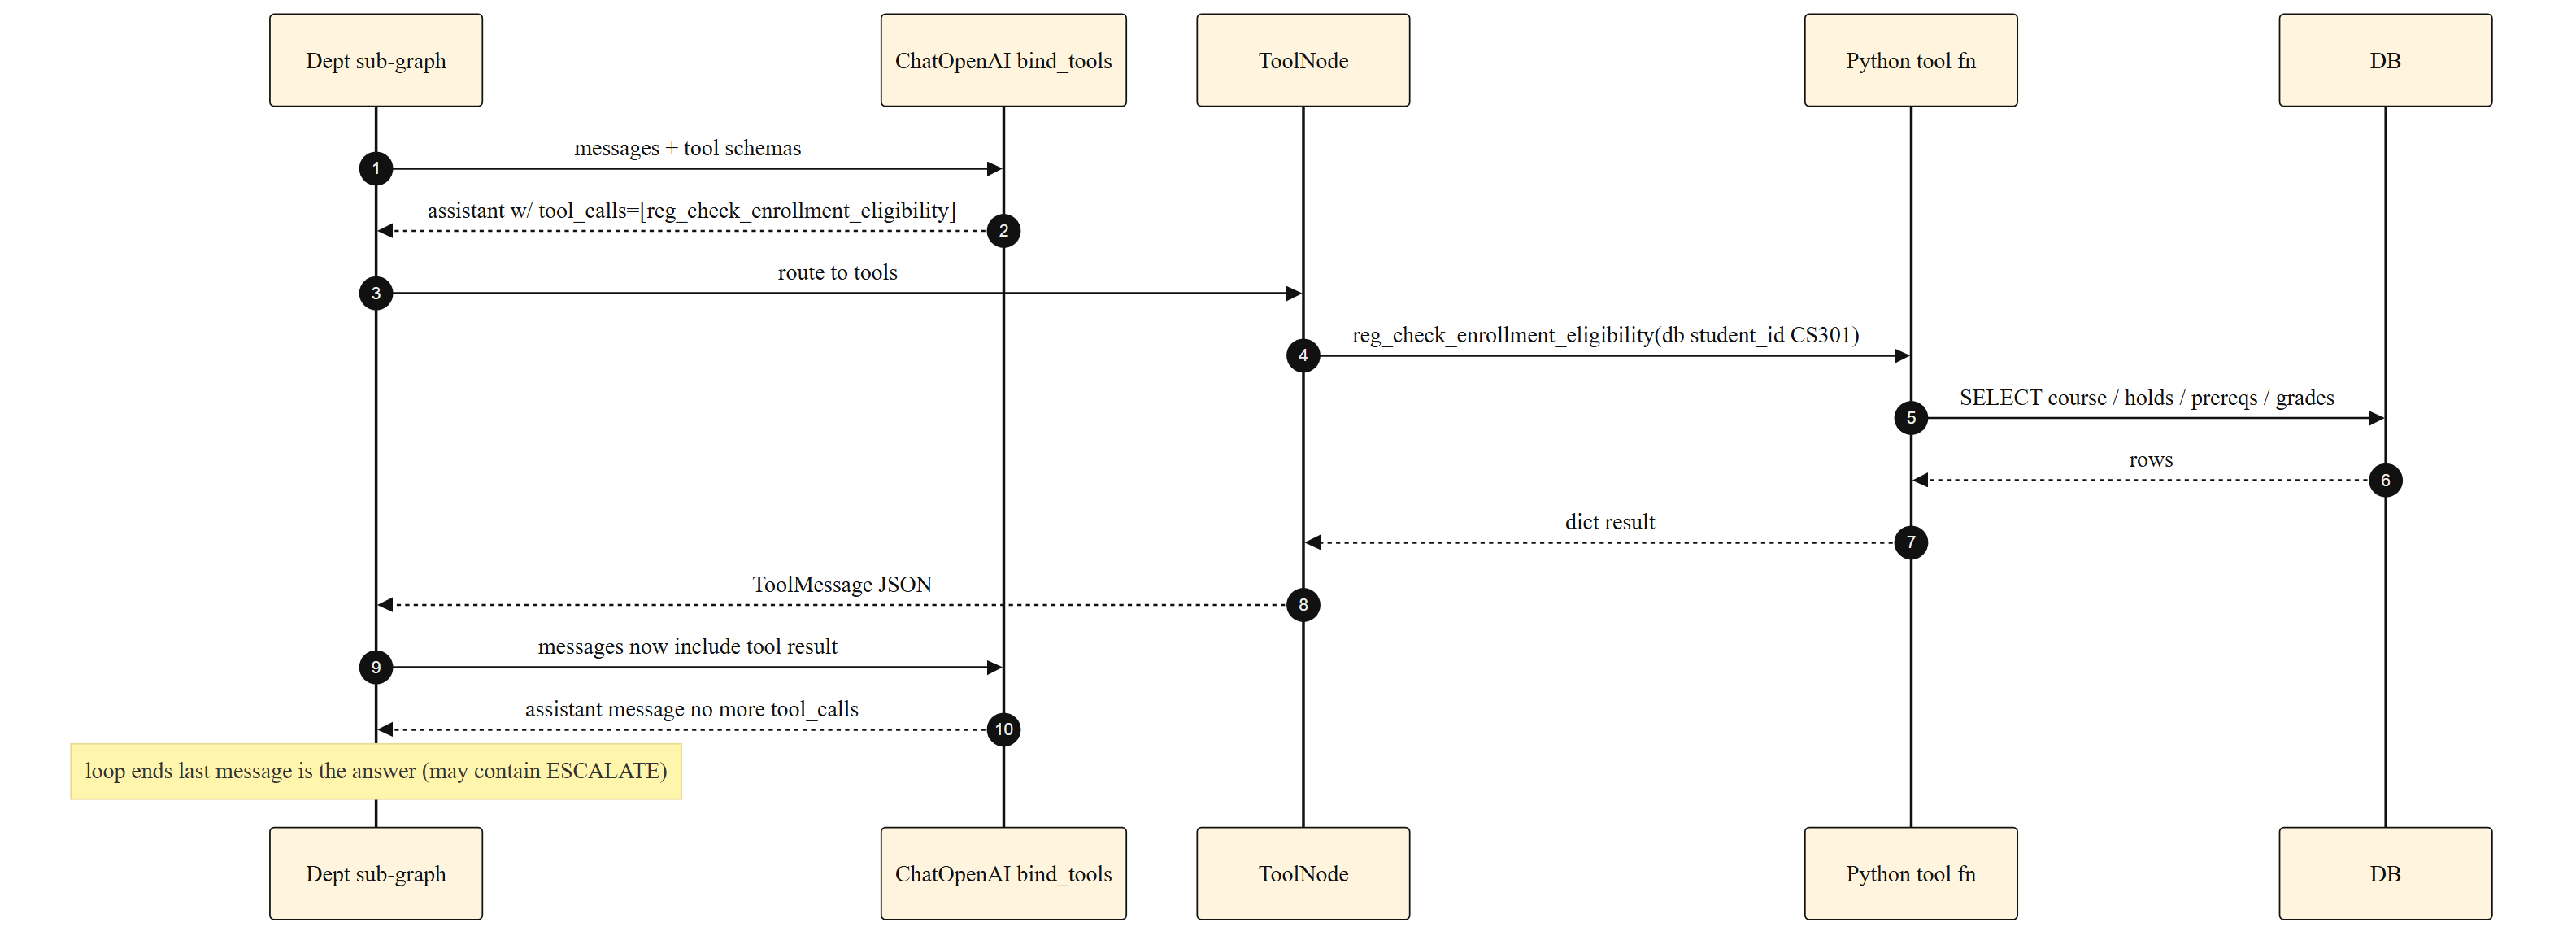 Dept sub-graph
ChatOpenAI bind_tools
ToolNode
Python tool fn
DB
messages + tool schemas
1
assistant w/ tool_calls=[reg_check_enrollment_eligibility]
2
route to tools
3
reg_check_enrollment_eligibility(db student_id CS301)
4
SELECT course / holds / prereqs / grades
5
rows
6
dict result
7
ToolMessage JSON
8
messages now include tool result
9
assistant message no more tool_calls
10
loop ends last message is the answer (may contain ESCALATE)
Dept sub-graph
ChatOpenAI bind_tools
ToolNode
Python tool fn
DB